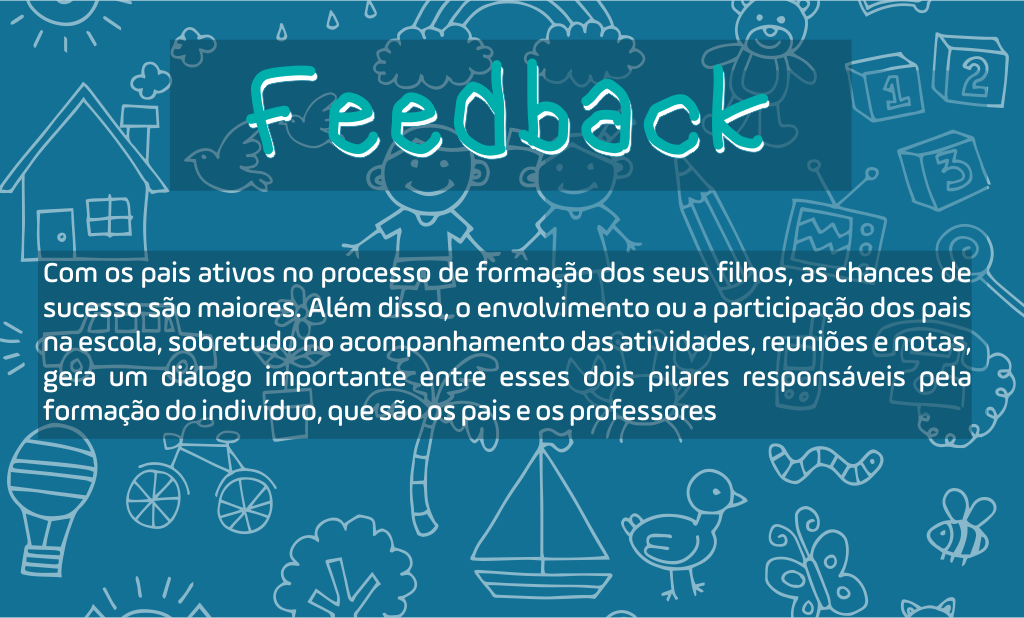 Feedback
1
2
3
Com os pais ativos no processo de formação dos seus filhos, as chances de
sucesso são maiores. Além disso, o envolvimento ou a participação dos pais
na escola, sobretudo no acompanhamento das atividades, reuniões e notas,
gera um diálogo importante entre esses dois pilares responsáveis pela
formação do indivíduo, que são os pais e os professores